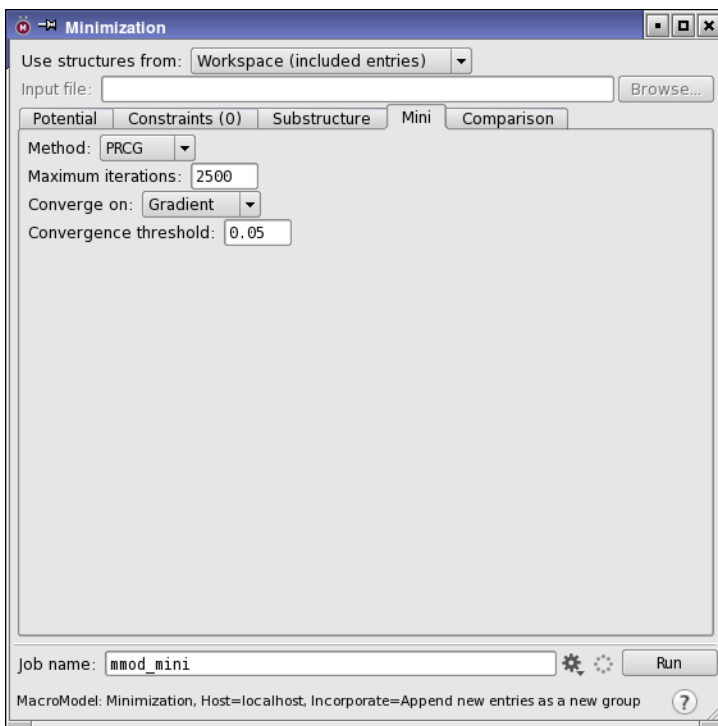 Minimization
Use structures from: Workspace (included entries)
Input file: Browse...
Potential Constraints (0) Substructure Mini Comparison
Method: PRCG
Maximum iterations: 2500
Converge on: Gradient
Convergence threshold: 0.05
Job name: mmod_mini Run
MacroModel: Minimization, Host=localhost, Incorporate=Append new entries as a new group ?